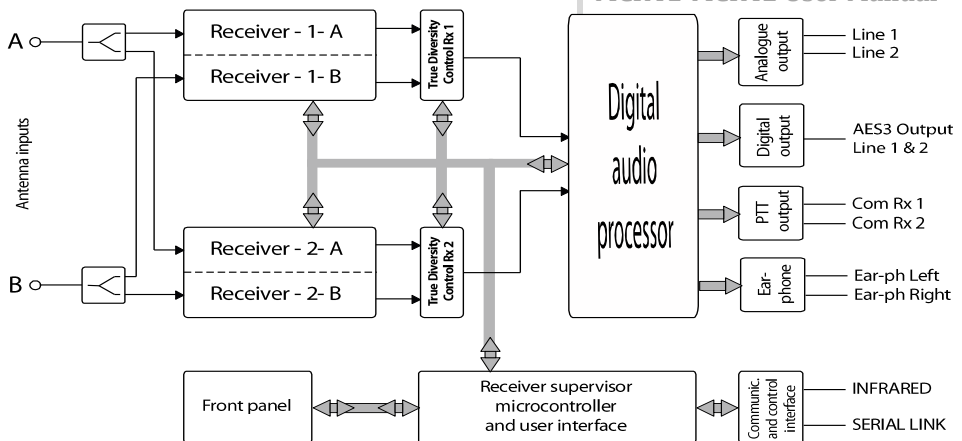 User Manual
A
Receiver - 1- A
Receiver - 1- B
True Diversity
Control Rx 1
Digital
audio
processor
Analogue
output
Line 1
Line 2
Digital
output
AES3 Output
Line 1 & 2
Antenna inputs
PTT
output
Com Rx 1
Com Rx 2
B
Receiver - 2- A
Receiver - 2- B
True Diversity
Control Rx 2
Ear-
phone
Ear-ph Left
Ear-ph Right
Front panel
Receiver supervisor
microcontroller
and user interface
Communic.
and control
interface
INFRARED
SERIAL LINK